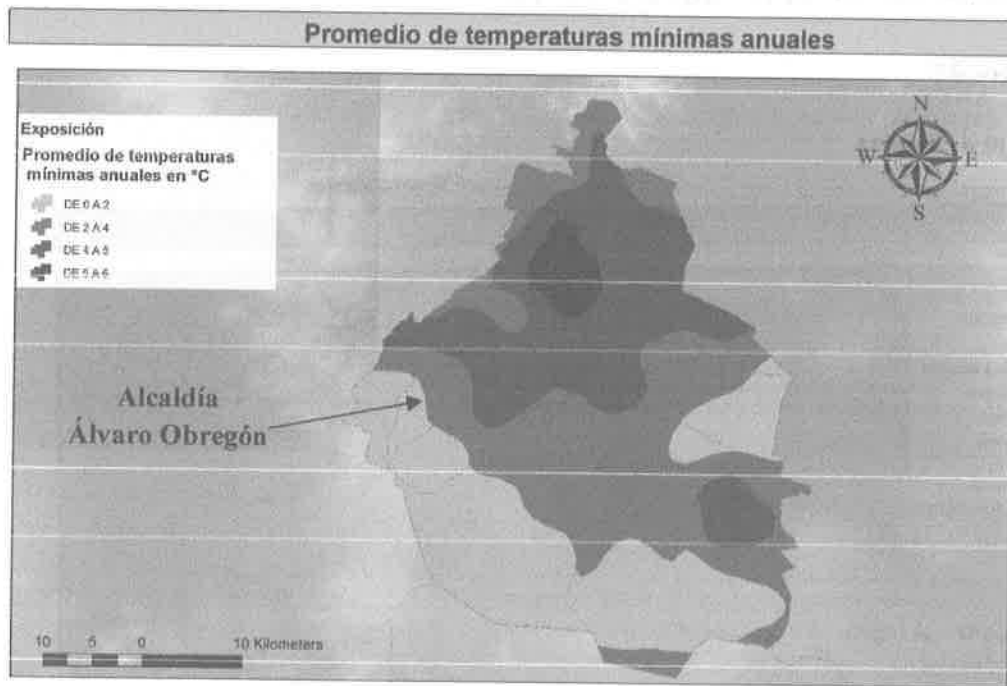 Promedio de temperaturas mínimas anuales
Exposición
Promedio de temperaturas
mínimas anuales en °C
DE 0 A 2
DE 2 A 4
DE 4 A 5
DE 5 A 6
N
W E
S
Alcaldía
Álvaro Obregón
10 5 0 10 Kilometers